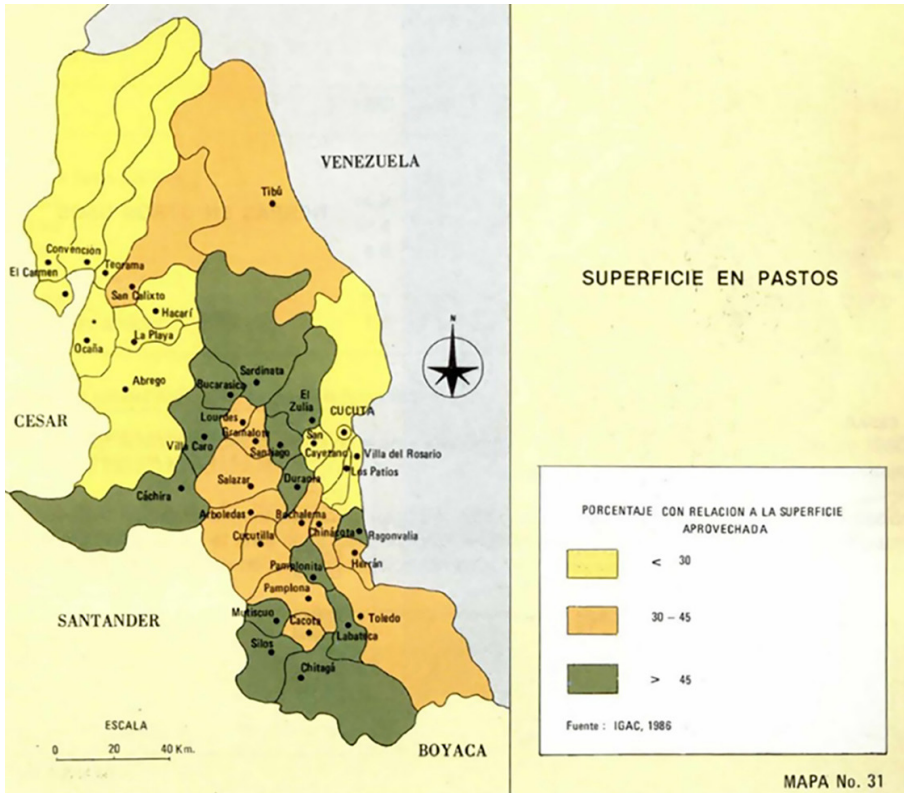 VENEZUELA
Tibú
Convención
El Carmen
Teorama
San Calixto
Hacarí
La Playa
Ocaña
Abrego
Sardinata
Bucarasica
El
Zulia
CESAR
Lourdes
CUCUTA
Gramalote
San
Villa Caro
Santiago
Cayetano
Villa del Rosario
Los Patios
Salazar
Durania
Cáchira
Arboledas
Bochalema
Cucutilla
Chinácota
Ragonvalia
Herrán
Pamplonita
Pamplona
SANTANDER
Mutiscuo
Cacota
Toledo
Labateca
Silos
Chitagá
ESCALA
0 20 40 Km.
BOYACA
N
SUPERFICIE EN PASTOS
PORCENTAJE CON RELACION A LA SUPERFICIE
APROVECHADA
< 30
30 – 45
> 45
Fuente : IGAC, 1986
MAPA No. 31